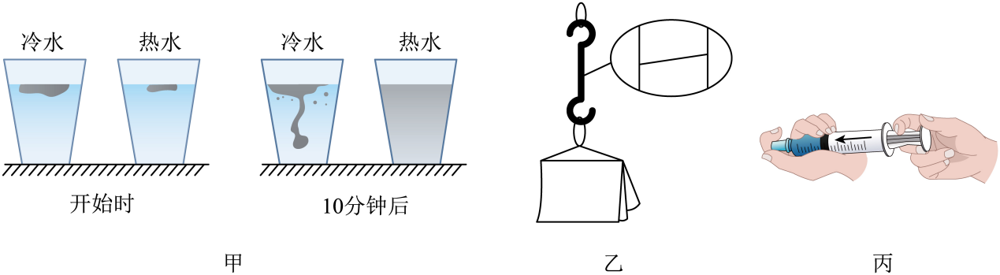 冷水 热水 冷水 热水
开始时 10分钟后
甲 乙 丙